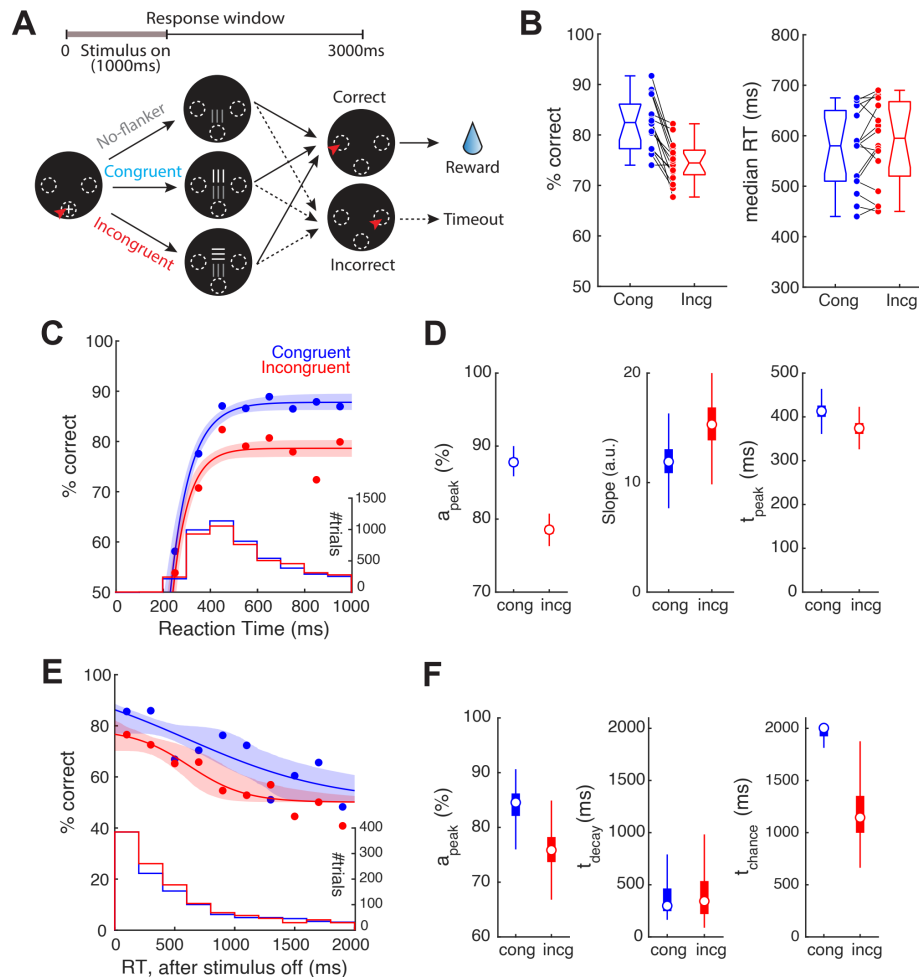 A
Response window
0
3000ms
Stimulus on
(1000ms)
No-flanker
Congruent
Incongruent
Correct
Incorrect
Reward
Timeout
B
% correct
100
90
80
70
60
50
Cong
Incg
median RT (ms)
800
700
600
500
400
300
Cong
Incg
C
Congruent
Incongruent
% correct
100
90
80
70
60
50
1500
1000
500
0
#trials
0
200
400
600
800
1000
Reaction Time (ms)
D
a peak (%)
100
90
80
70
cong
incg
Slope (a.u.)
20
10
0
cong
incg
t peak (ms)
500
400
300
200
100
0
cong
incg
E
% correct
100
80
60
40
20
0
400
300
200
100
0
#trials
0
500
1000
1500
2000
RT, after stimulus off (ms)
F
a peak (%)
100
90
80
70
60
cong
incg
t decay (ms)
2000
1500
1000
500
0
cong
incg
t chance (ms)
2000
1500
1000
500
0
cong
incg